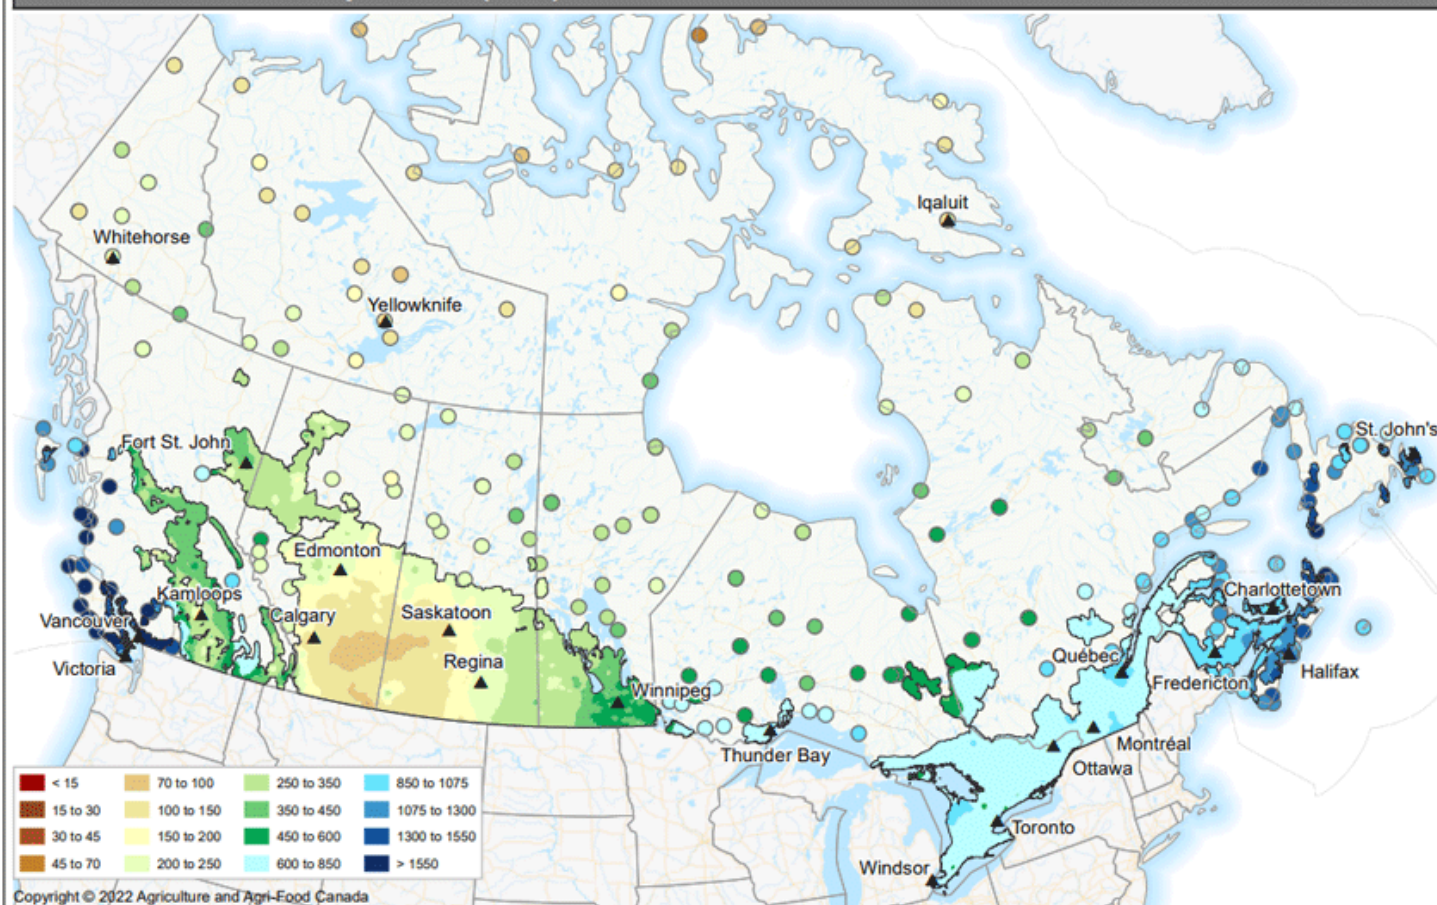 Iqaluit
Whitehorse
Yellowknife
Fort St. John
St. John's
Edmonton
Kamloops
Calgary
Saskatoon
Charlottetown
Vancouver
Victoria
Regina
Québec
Winnipeg
Fredericton
Halifax
Thunder Bay
Montréal
Ottawa
Toronto
Windsor
< 15 70 to 100 250 to 350 850 to 1075
15 to 30 100 to 150 350 to 450 1075 to 1300
30 to 45 150 to 200 450 to 600 1300 to 1550
45 to 70 200 to 250 600 to 850 > 1550
Copyright © 2022 Agriculture and Agri-Food Canada